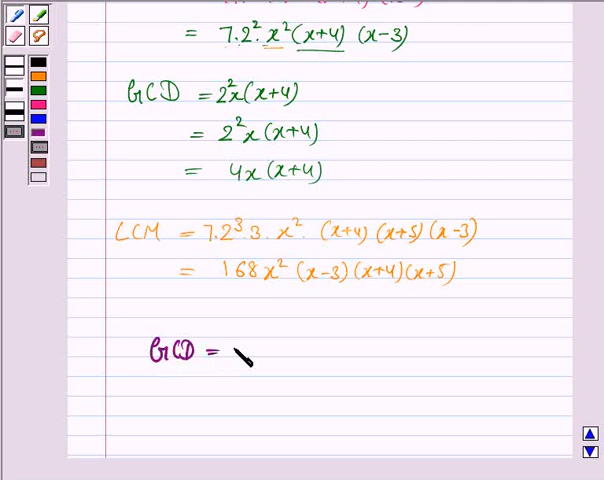 = 7.2². x² (x+4) (x-3)
GCD = 2²x(x+4)
= 2²x(x+4)
= 4x(x+4)
LCM = 7.2³.3. x². (x+4) (x+5) (x-3)
= 168x² (x-3) (x+4) (x+5)
GCD =